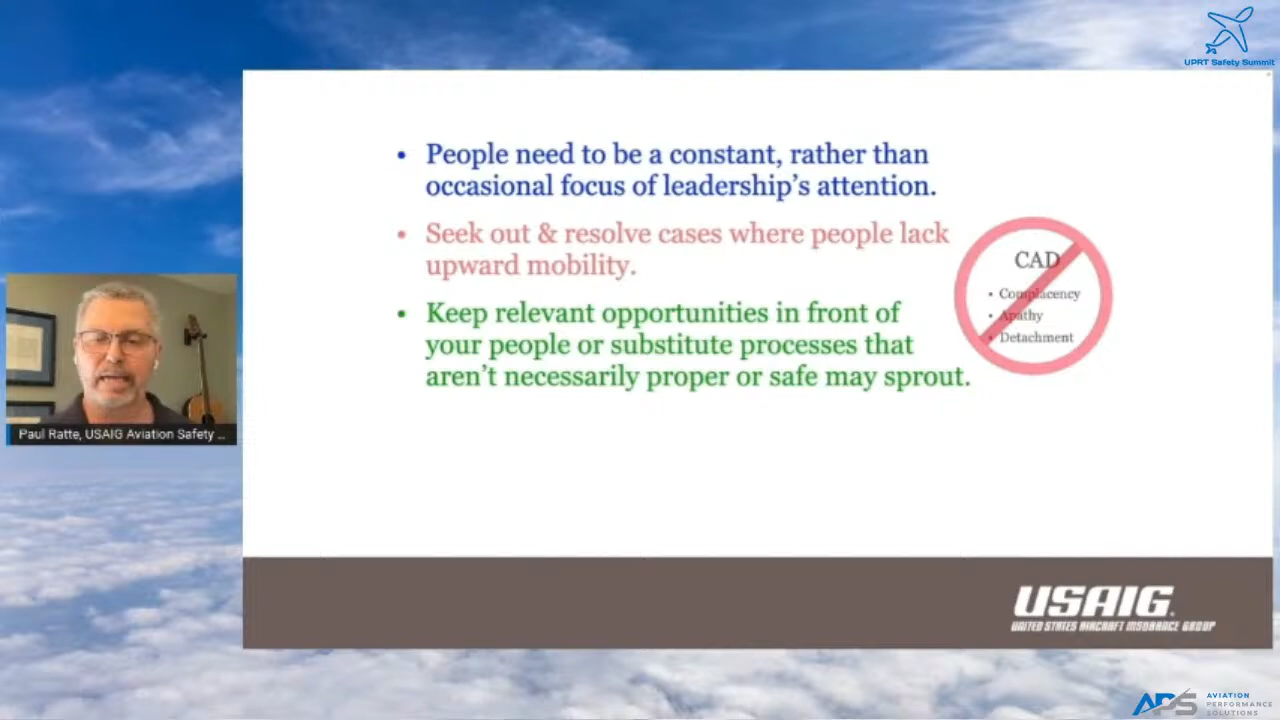 UPRT Safety Summit
• People need to be a constant, rather than
occasional focus of leadership's attention.
• Seek out & resolve cases where people lack
upward mobility.
• Keep relevant opportunities in front of
your people or substitute processes that
aren't necessarily proper or safe may sprout.
CAD
• Complacency
• Apathy
• Detachment
Paul Ratte, USAIG Aviation Safety ...
USAIG.
UNITED STATES AIRCRAFT INSURANCE GROUP
APS
AVIATION
PERFORMANCE
SOLUTIONS